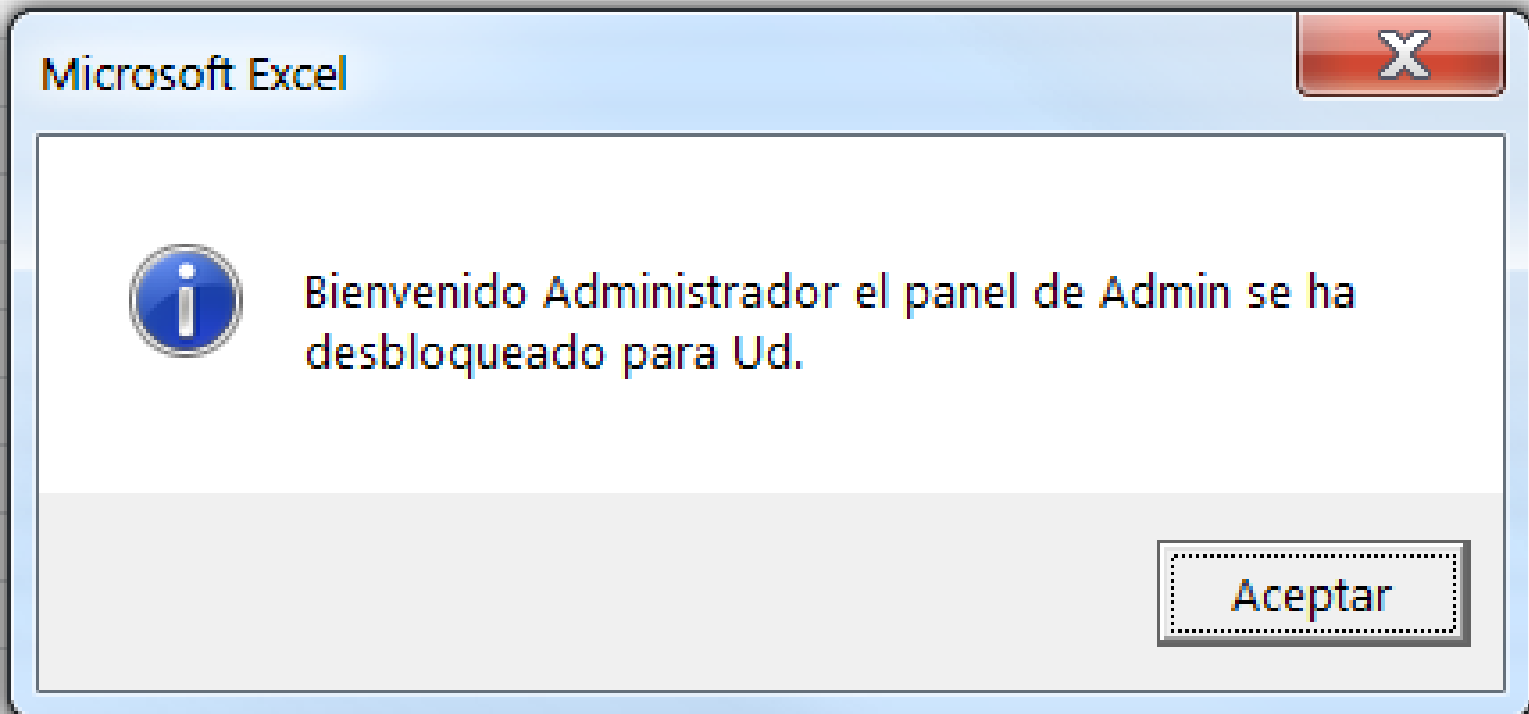 Microsoft Excel
Bienvenido Administrador el panel de Admin se ha
desbloqueado para Ud.
Aceptar